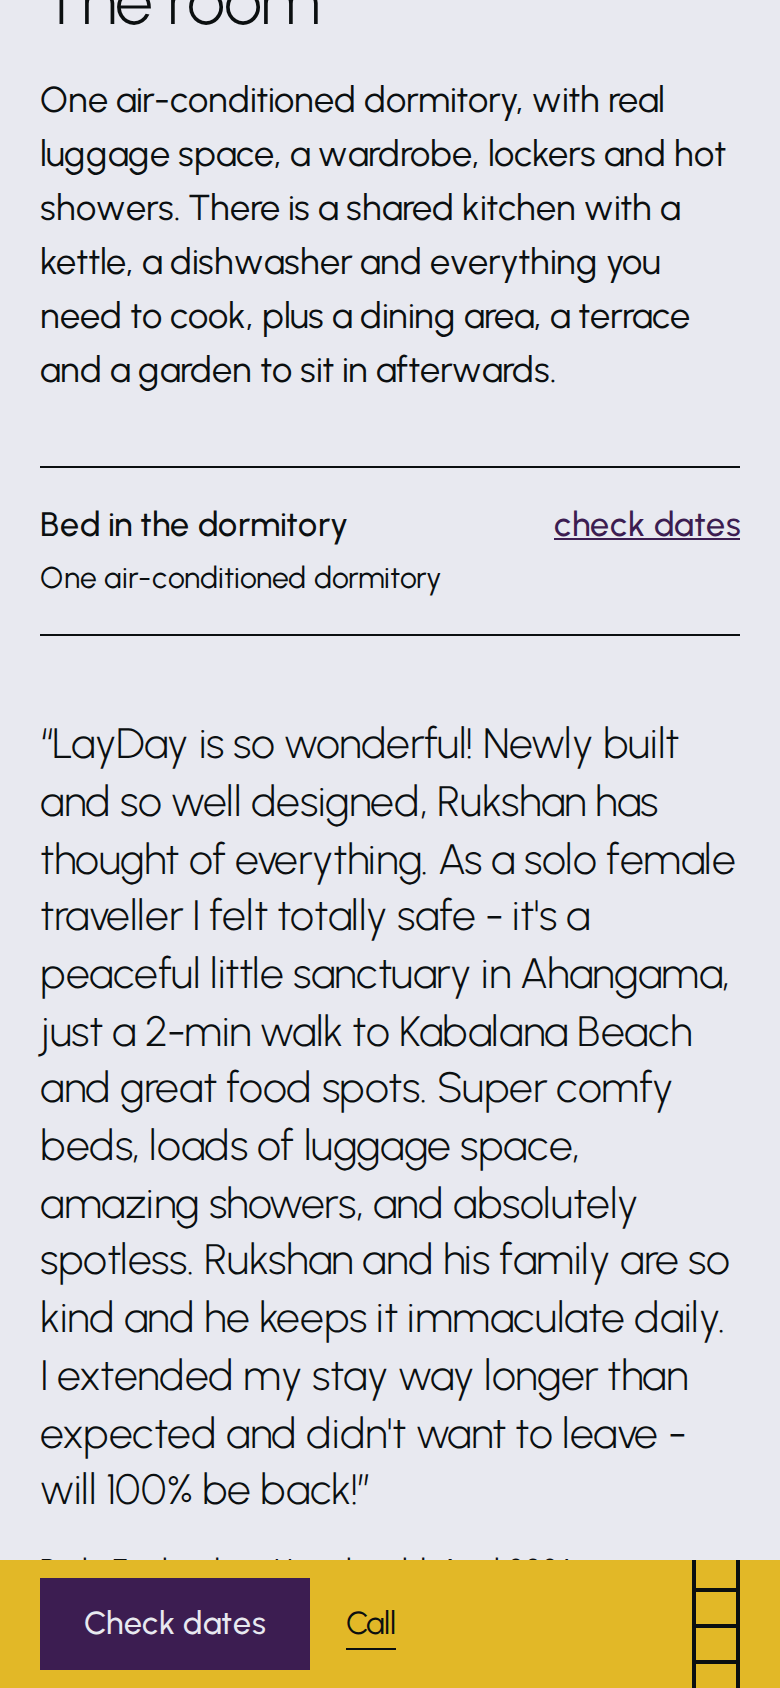 The room
One air-conditioned dormitory, with real
luggage space, a wardrobe, lockers and hot
showers. There is a shared kitchen with a
kettle, a dishwasher and everything you
need to cook, plus a dining area, a terrace
and a garden to sit in afterwards.
Bed in the dormitory
check dates
One air-conditioned dormitory
“LayDay is so wonderful! Newly built
and so well designed, Rukshan has
thought of everything. As a solo female
traveller I felt totally safe - it's a
peaceful little sanctuary in Ahangama,
just a 2-min walk to Kabalana Beach
and great food spots. Super comfy
beds, loads of luggage space,
amazing showers, and absolutely
spotless. Rukshan and his family are so
kind and he keeps it immaculate daily.
I extended my stay way longer than
expected and didn't want to leave -
will 100% be back!”
Check dates
Call